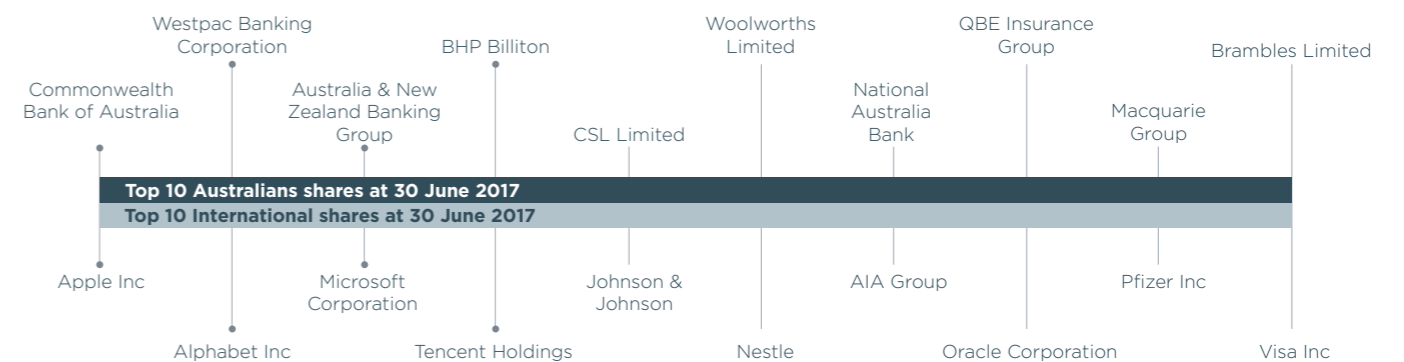 Commonwealth
Bank of Australia
Westpac Banking
Corporation
Australia & New
Zealand Banking
Group
BHP Billiton
CSL Limited
Woolworths
Limited
National
Australia
Bank
QBE Insurance
Group
Macquarie
Group
Brambles Limited
Top 10 Australians shares at 30 June 2017
Top 10 International shares at 30 June 2017
Apple Inc
Alphabet Inc
Microsoft
Corporation
Tencent Holdings
Johnson &
Johnson
Nestle
AIA Group
Oracle Corporation
Pfizer Inc
Visa Inc